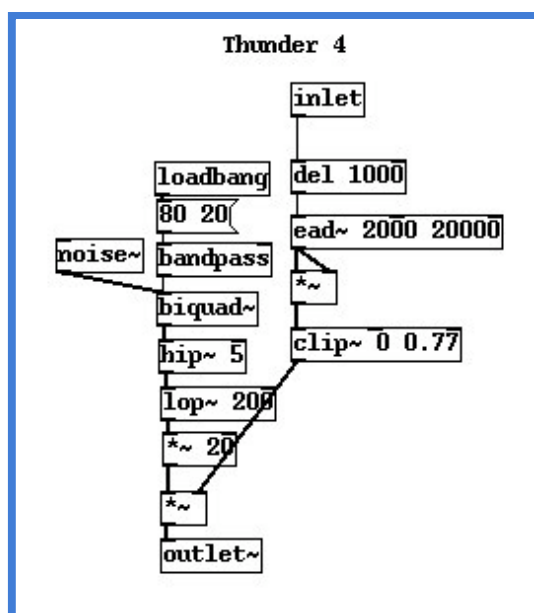 Thunder 4
inlet
loadbang
del 1000
80 20
ead~ 2000 20000
noise~
bandpass
*~
biquad~
clip~ 0 0.77
hip~ 5
lop~ 200
*~ 20
*~
outlet~